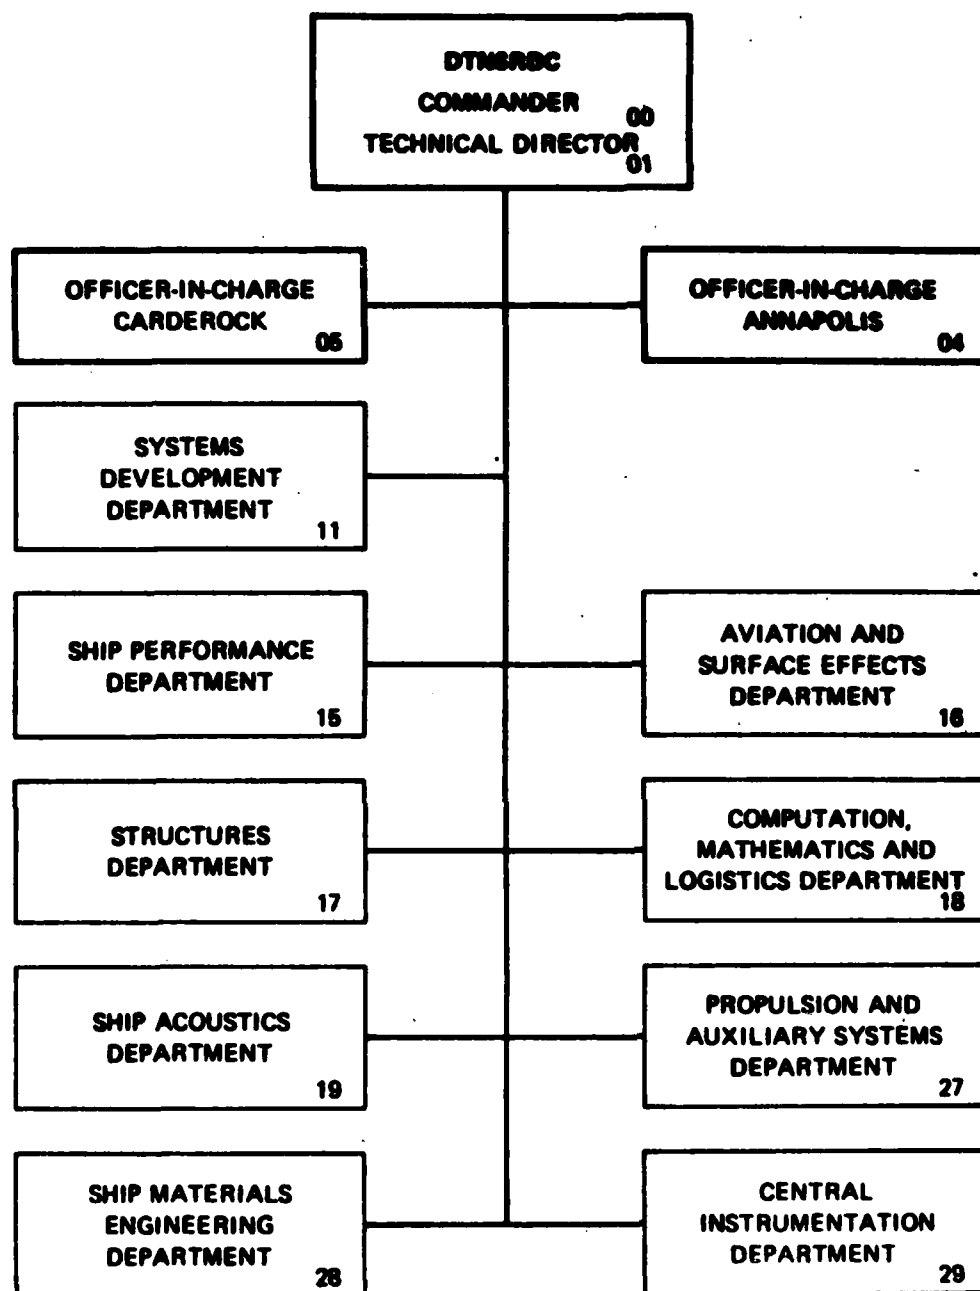 DTNSRDC
COMMANDER
00
TECHNICAL DIRECTOR
01
OFFICER-IN-CHARGE
CARDEROCK
05
OFFICER-IN-CHARGE
ANNAPOLIS
04
SYSTEMS
DEVELOPMENT
DEPARTMENT
11
SHIP PERFORMANCE
DEPARTMENT
15
AVIATION AND
SURFACE EFFECTS
DEPARTMENT
16
STRUCTURES
DEPARTMENT
17
COMPUTATION,
MATHEMATICS AND
LOGISTICS DEPARTMENT
18
SHIP ACOUSTICS
DEPARTMENT
19
PROPULSION AND
AUXILIARY SYSTEMS
DEPARTMENT
27
SHIP MATERIALS
ENGINEERING
DEPARTMENT
28
CENTRAL
INSTRUMENTATION
DEPARTMENT
29